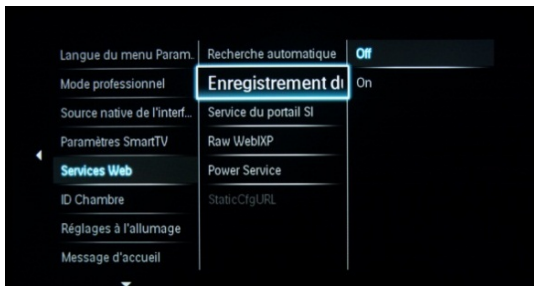 Langue du menu Param.
Mode professionnel
Source native de l'interf...
Paramètres SmartTV
Services Web
ID Chambre
Réglages à l'allumage
Message d'accueil
Recherche automatique
Enregistrement
Service du portail SI
Raw WebIXP
Power Service
StaticCfgURL
Off
On